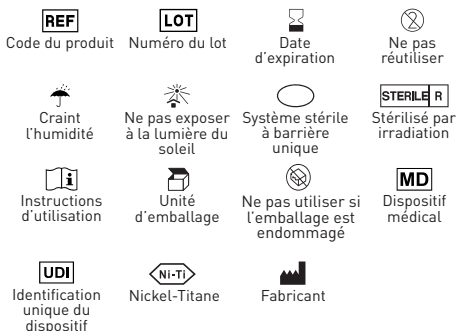 REF
Code du produit
LOT
Numéro du lot
Date
d'expiration
2
Ne pas
réutiliser
Craint
l'humidité
Ne pas exposer
à la lumière du
soleil
Système stérile
à barrière
unique
STERILE R
Stérilisé par
irradiation
i
Instructions
d'utilisation
Unité
d'emballage
Ne pas utiliser si
l'emballage est
endommagé
MD
Dispositif
médical
UDI
Identification
unique du
dispositif
Ni-Ti
Nickel-Titane
Fabricant